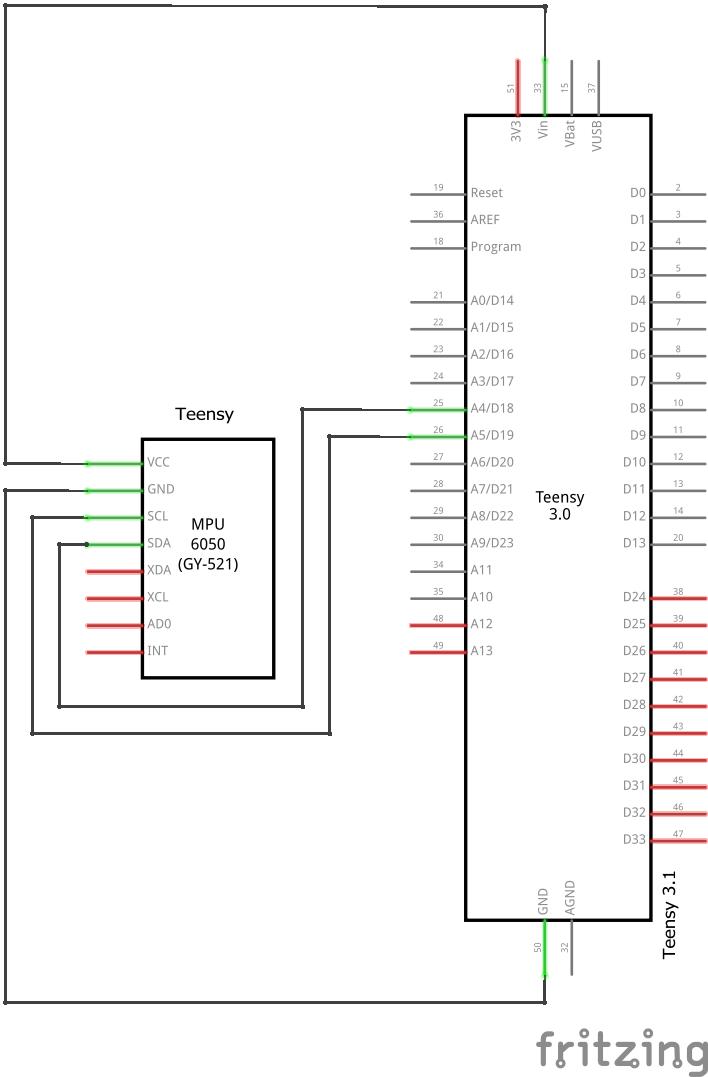 51
33
15
37
3V3
Vin
VBat
VUSB
19 Reset
36 AREF
18 Program
21 A0/D14
22 A1/D15
23 A2/D16
24 A3/D17
25 A4/D18
26 A5/D19
27 A6/D20
28 A7/D21
29 A8/D22
30 A9/D23
34 A11
35 A10
48 A12
49 A13
D0 2
D1 3
D2 4
D3 5
D4 6
D5 7
D6 8
D7 9
D8 10
D9 11
D10 12
D11 13
D12 14
D13 20
D24 38
D25 39
D26 40
D27 41
D28 42
D29 43
D30 44
D31 45
D32 46
D33 47
Teensy
3.0
Teensy
VCC
GND
SCL
SDA
XDA
XCL
AD0
INT
MPU
6050
(GY-521)
GND
AGND
50
32
Teensy 3.1
fritzing